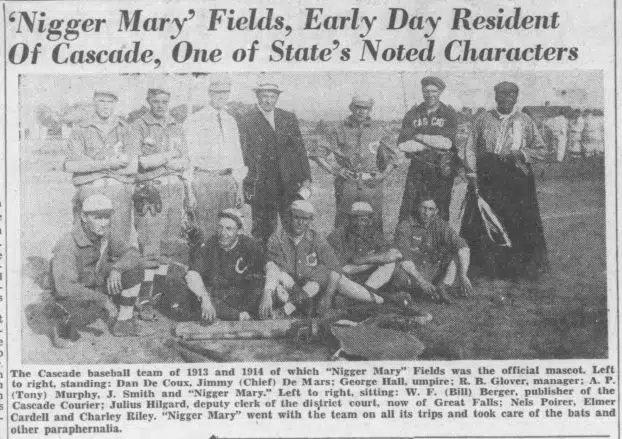 'Nigger Mary' Fields, Early Day Resident
Of Cascade, One of State's Noted Characters
CAS
CAS
C
C
C
The Cascade baseball team of 1913 and 1914 of which "Nigger Mary" Fields was the official mascot. Left
to right, standing: Dan De Coux, Jimmy (Chief) De Mars; George Hall, umpire; R. B. Glover, manager; A. P.
(Tony) Murphy, J. Smith and "Nigger Mary." Left to right, sitting: W. F. (Bill) Berger, publisher of the
Cascade Courier; Julius Hilgard, deputy clerk of the district court, now of Great Falls; Nels Poirer, Elmer
Cardell and Charley Riley. "Nigger Mary" went with the team on all its trips and took care of the bats and
other paraphernalia.